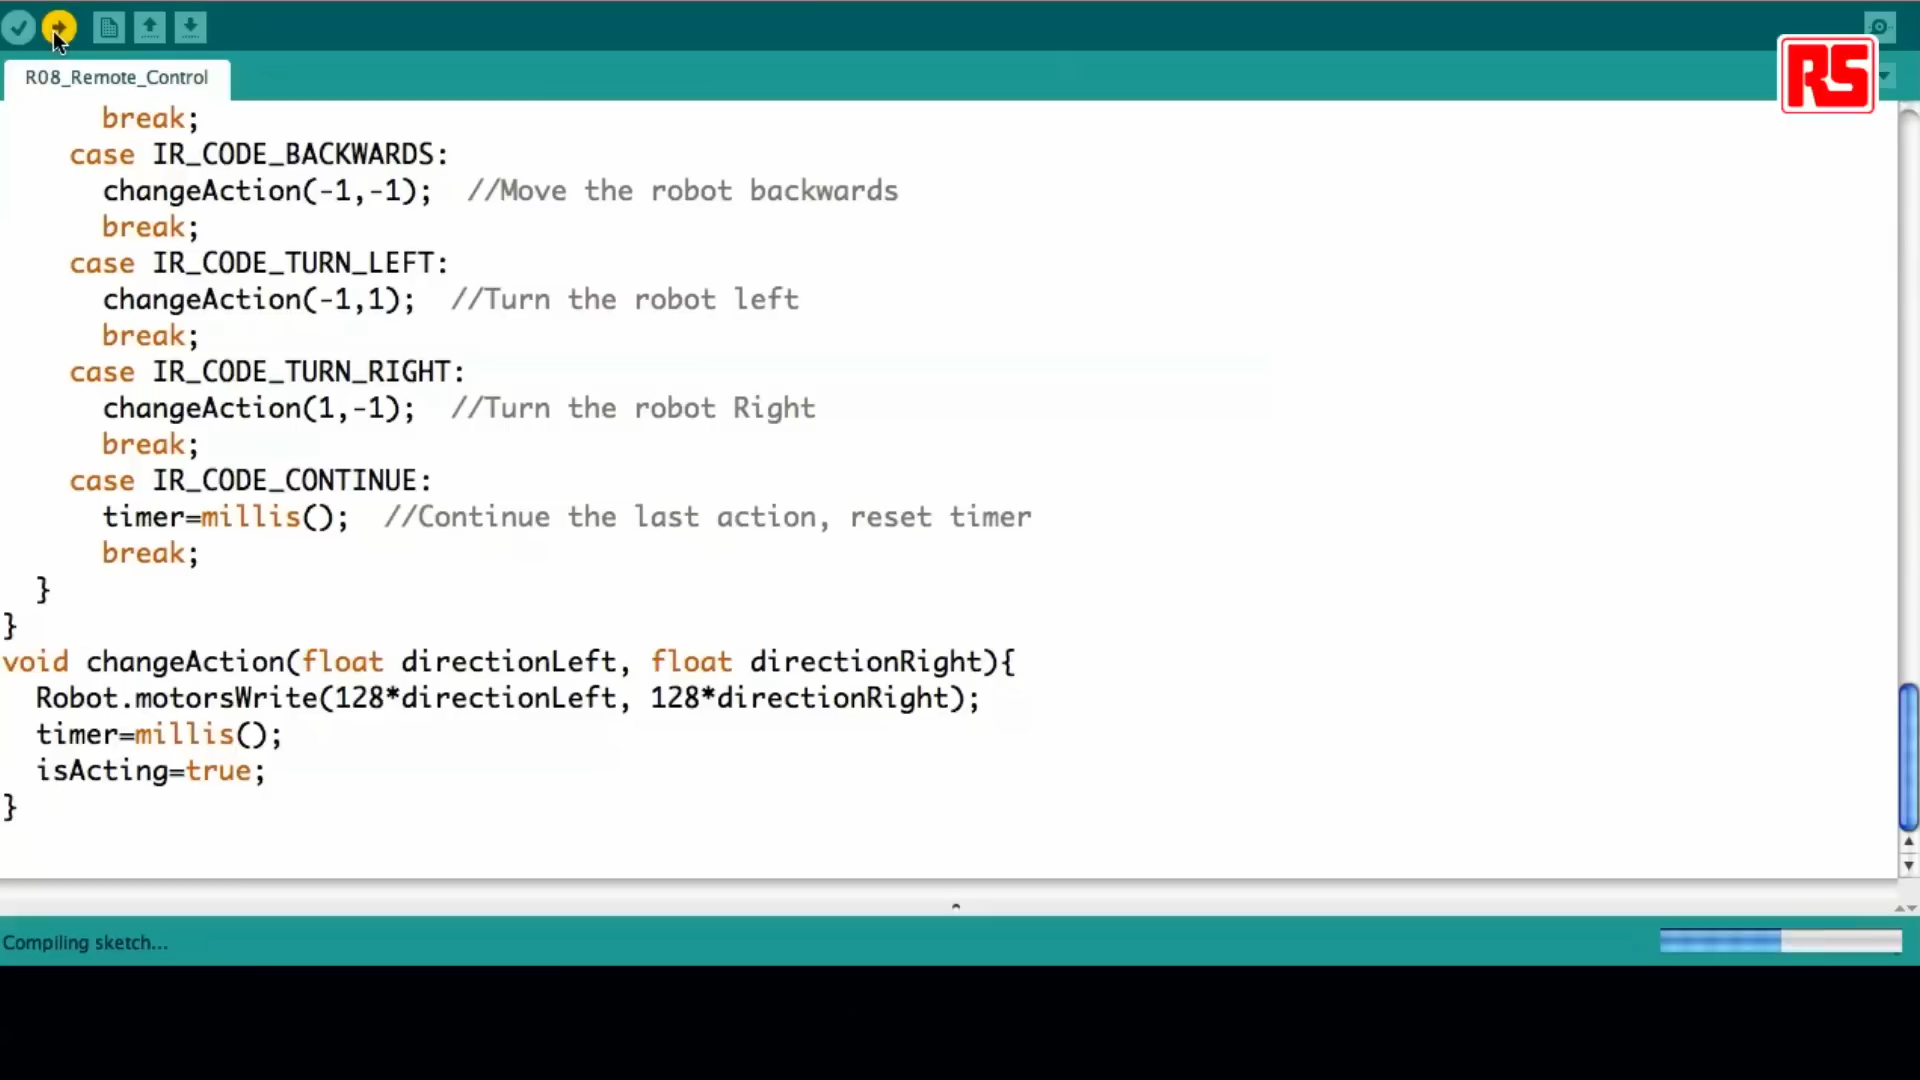 R08_Remote_Control
RS
break;
case IR_CODE_BACKWARDS:
changeAction(-1,-1);  //Move the robot backwards
break;
case IR_CODE_TURN_LEFT:
changeAction(-1,1);  //Turn the robot left
break;
case IR_CODE_TURN_RIGHT:
changeAction(1,-1);  //Turn the robot Right
break;
case IR_CODE_CONTINUE:
timer=millis();  //Continue the last action, reset timer
break;
}
}
void changeAction(float directionLeft, float directionRight){
Robot.motorsWrite(128*directionLeft, 128*directionRight);
timer=millis();
isActing=true;
}
Compiling sketch...